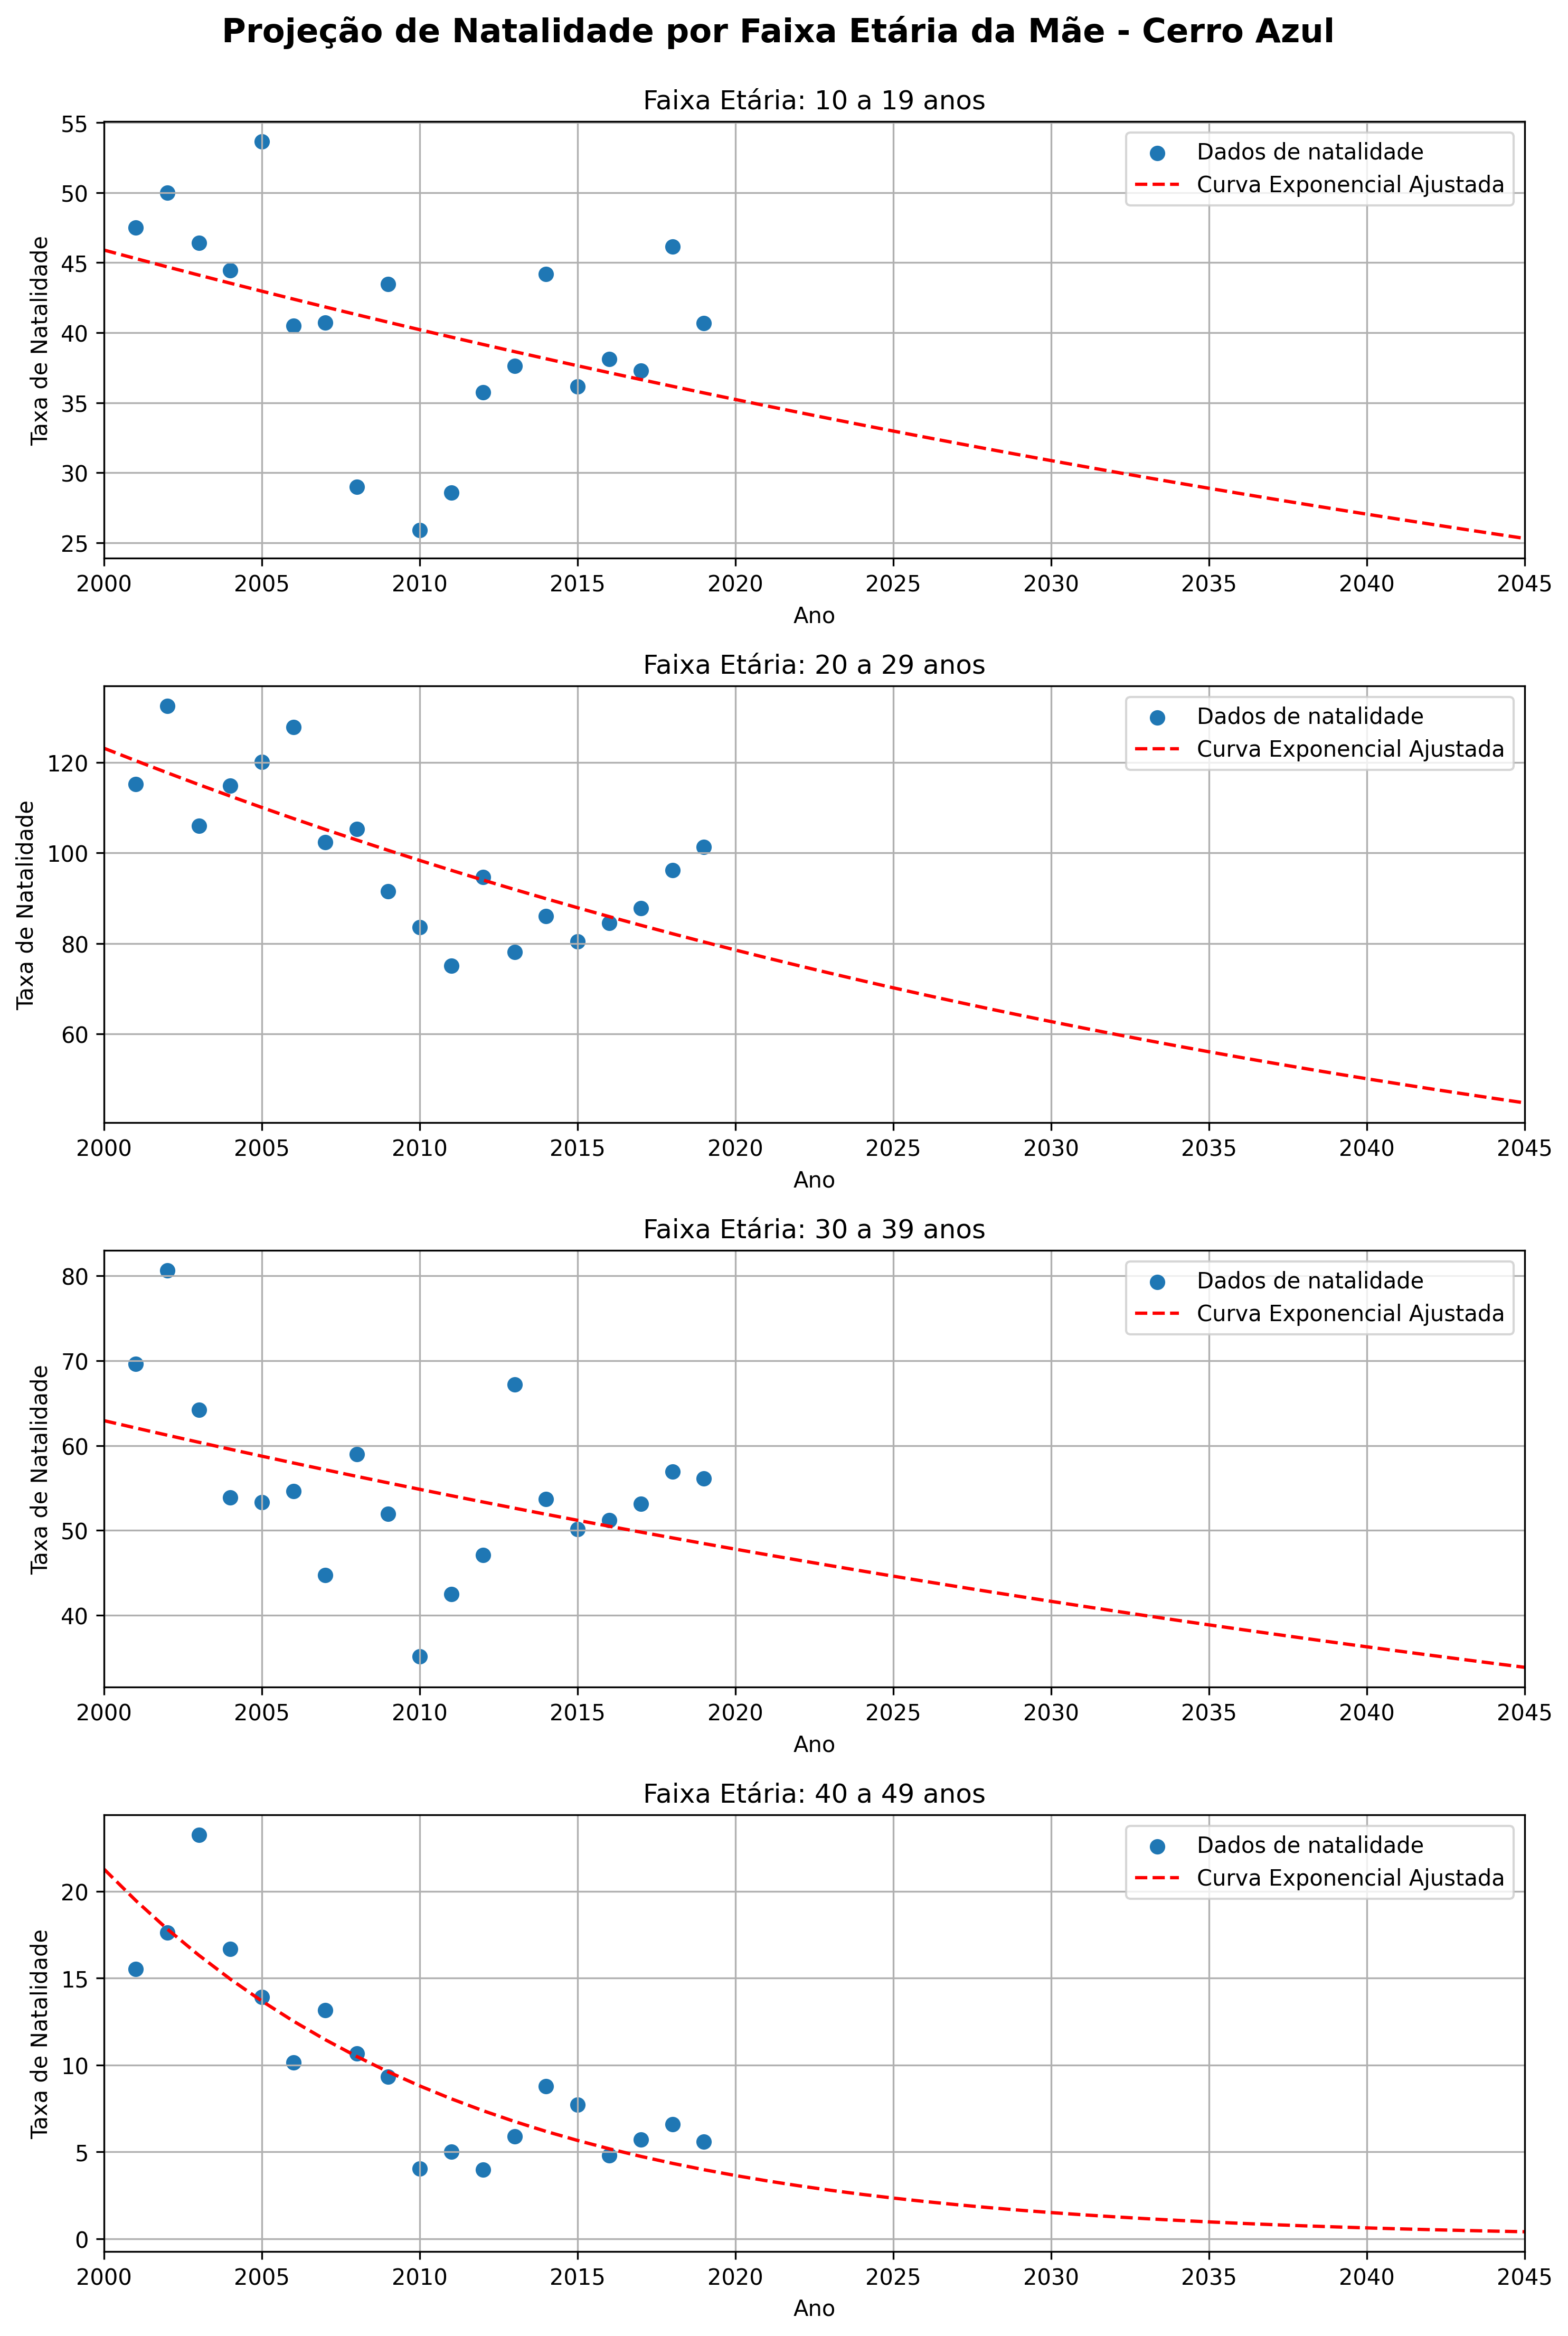 Projeção de Natalidade por Faixa Etária da Mãe - Cerro Azul
Faixa Etária: 10 a 19 anos
Dados de natalidade
Curva Exponencial Ajustada
Taxa de Natalidade
55
50
45
40
35
30
25
2000 2005 2010 2015 2020 2025 2030 2035 2040 2045
Ano
Faixa Etária: 20 a 29 anos
Dados de natalidade
Curva Exponencial Ajustada
Taxa de Natalidade
120
100
80
60
2000 2005 2010 2015 2020 2025 2030 2035 2040 2045
Ano
Faixa Etária: 30 a 39 anos
Dados de natalidade
Curva Exponencial Ajustada
Taxa de Natalidade
80
70
60
50
40
2000 2005 2010 2015 2020 2025 2030 2035 2040 2045
Ano
Faixa Etária: 40 a 49 anos
Dados de natalidade
Curva Exponencial Ajustada
Taxa de Natalidade
20
15
10
5
0
2000 2005 2010 2015 2020 2025 2030 2035 2040 2045
Ano